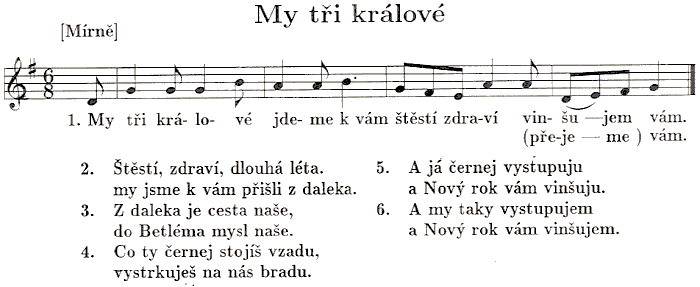 My tři králové
[Mírně]
6
8
1. My tři krá- lo- vé jde- me k vám štěstí zdra-ví vin- šu —jem vám.
(pře-je — me ) vám.
2. Štěstí, zdraví, dlouhá léta.
my jsme k vám přišli z daleka.
3. Z daleka je cesta naše,
do Betléma mysl naše.
4. Co ty černej stojíš vzadu,
vystrkuješ na nás bradu.
5. A já černej vystupuju
a Nový rok vám vinšuju.
6. A my taky vystupujem
a Nový rok vám vinšujem.